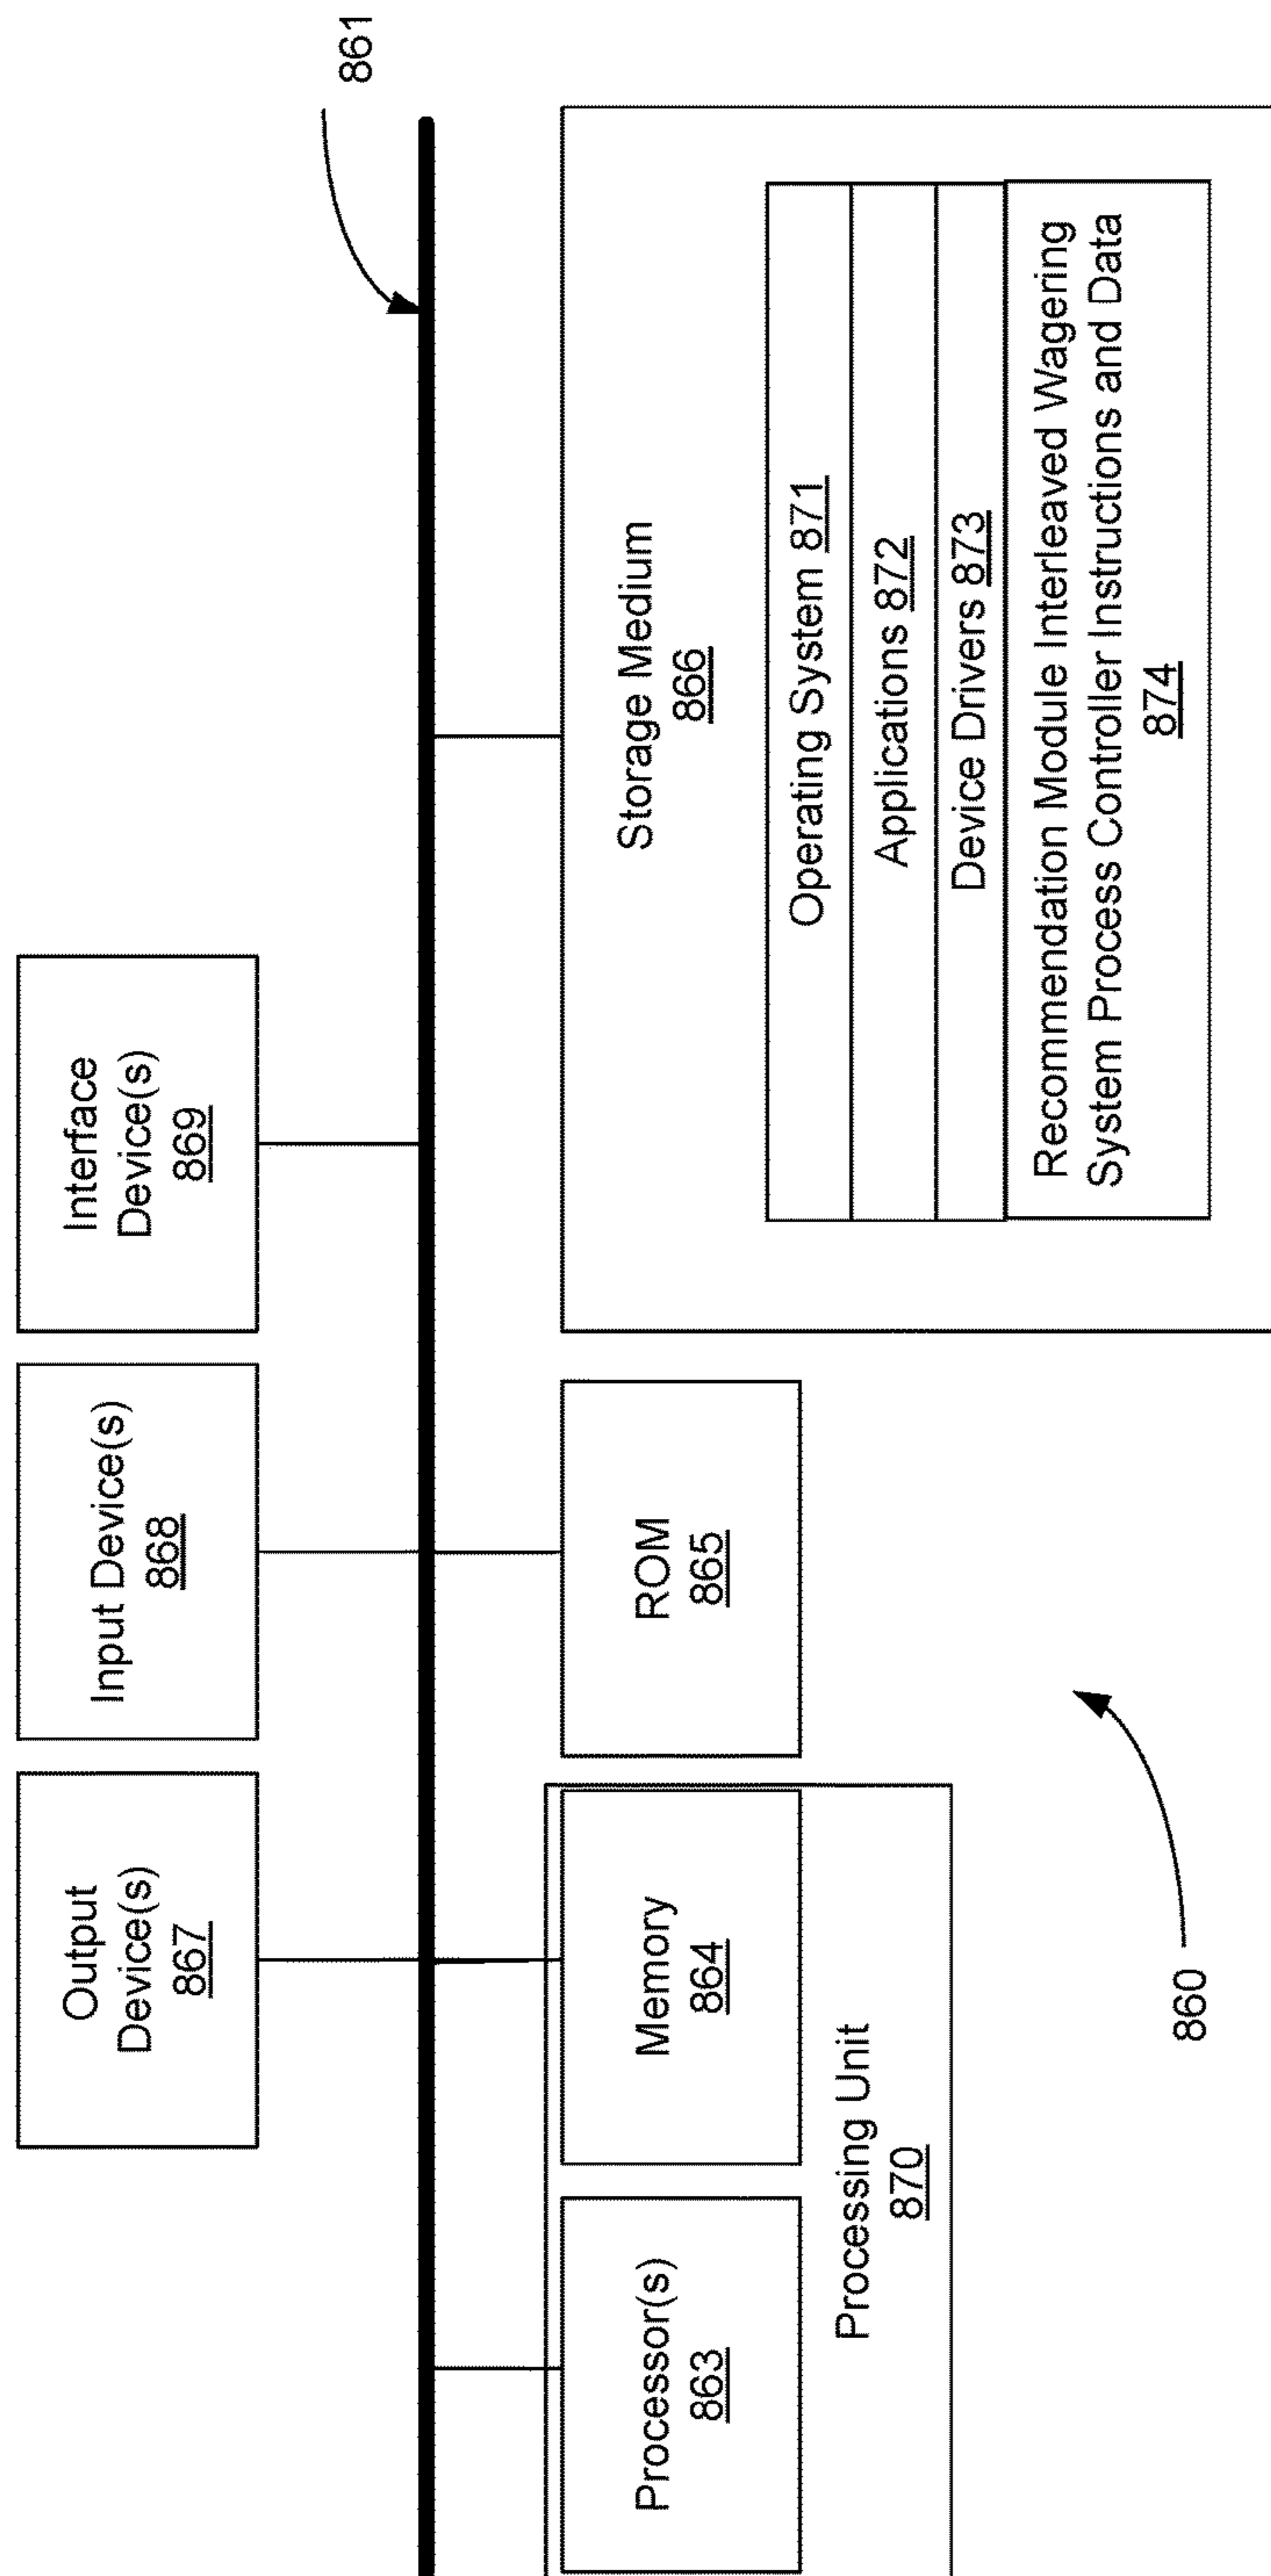 861
Output
Device(s)
867
Input Device(s)
868
Interface
Device(s)
869
Processor(s)
863
Memory
864
Processing Unit
870
ROM
865
Storage Medium
866
Operating System 871
Applications 872
Device Drivers 873
Recommendation Module Interleaved Wagering
System Process Controller Instructions and Data
874
860